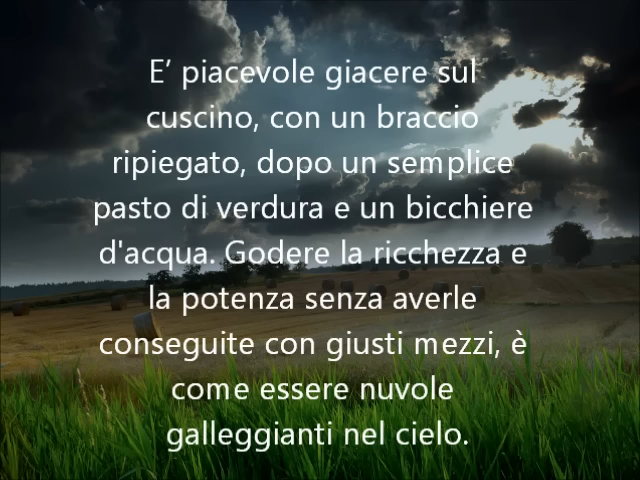 E’ piacevole giacere sul
cuscino, con un braccio
ripiegato, dopo un semplice
pasto di verdura e un bicchiere
d'acqua. Godere la ricchezza e
la potenza senza averle
conseguite con giusti mezzi, è
come essere nuvole
galleggianti nel cielo.